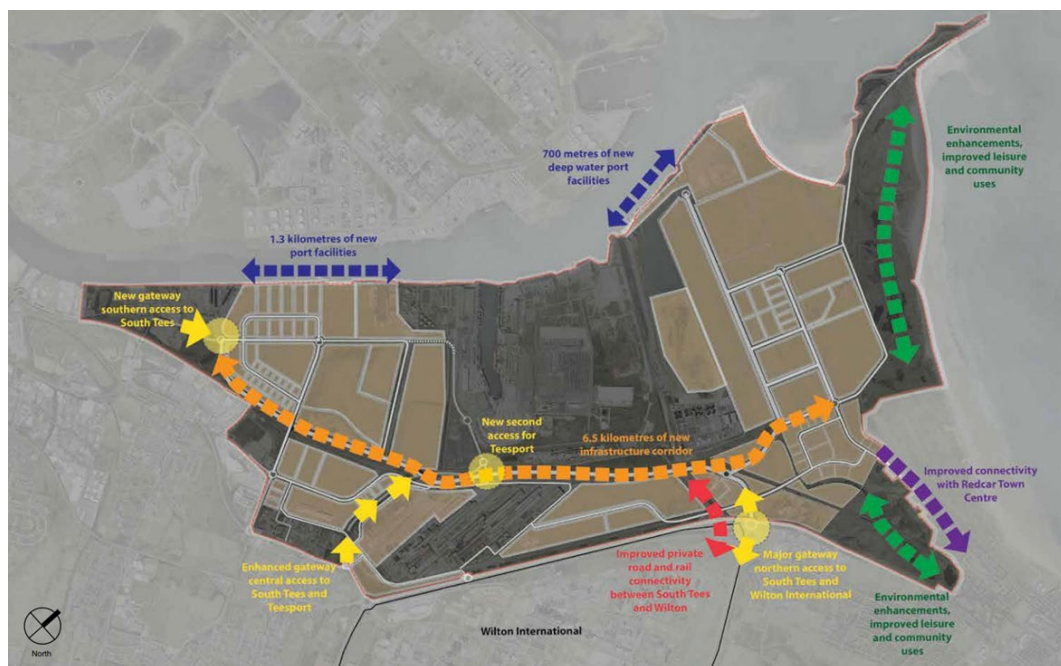 700 metres of new
deep water port
facilities
Environmental
enhancements,
improved leisure
and community
uses
1.3 kilometres of new
port facilities
New gateway
southern access to
South Tees
New second
access for
Teesport
6.5 kilometres of new
infrastructure corridor
Improved connectivity
with Redcar Town
Centre
Enhanced gateway
central access to
South Tees and
Teesport
Improved private
road and rail
connectivity
between South Tees
and Wilton
Major gateway
northern access to
South Tees and
Wilton International
Environmental
enhancements,
improved leisure
and community
uses
Wilton International
North